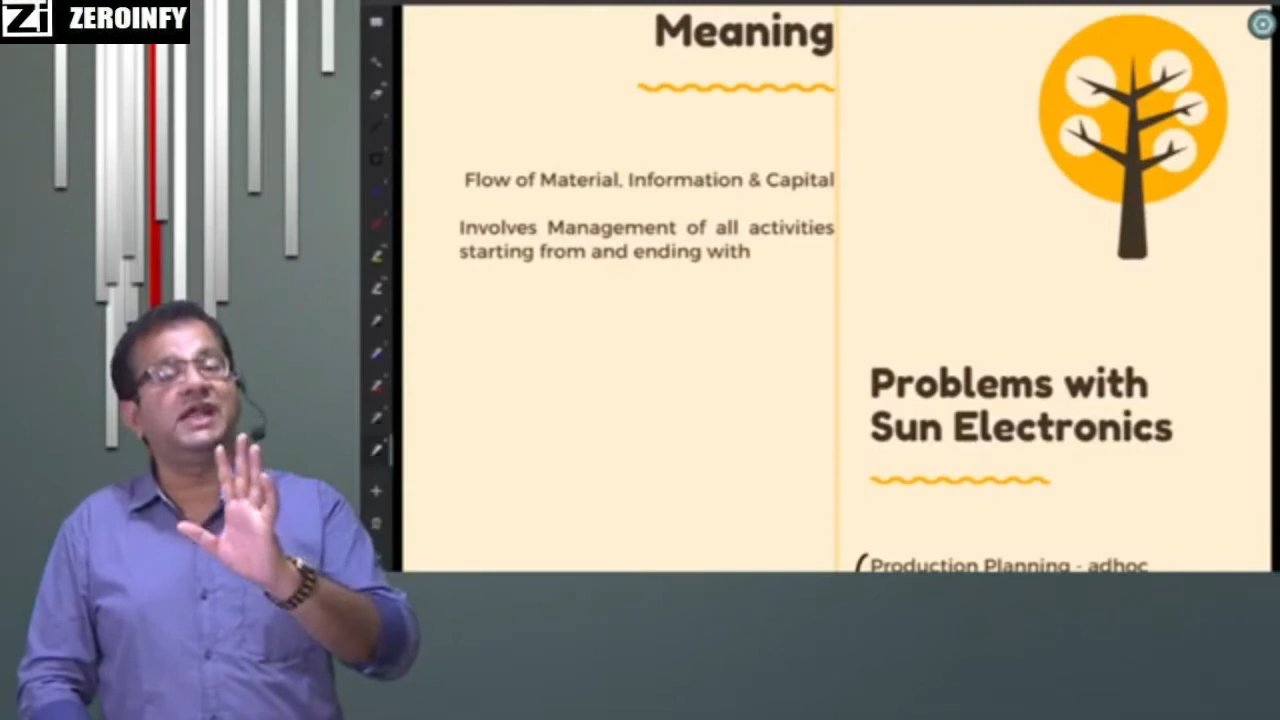 Zi ZEROINFY
Meaning
Flow of Material, Information & Capital
Involves Management of all activities
starting from and ending with
Problems with
Sun Electronics
(Production Planning - adhoc